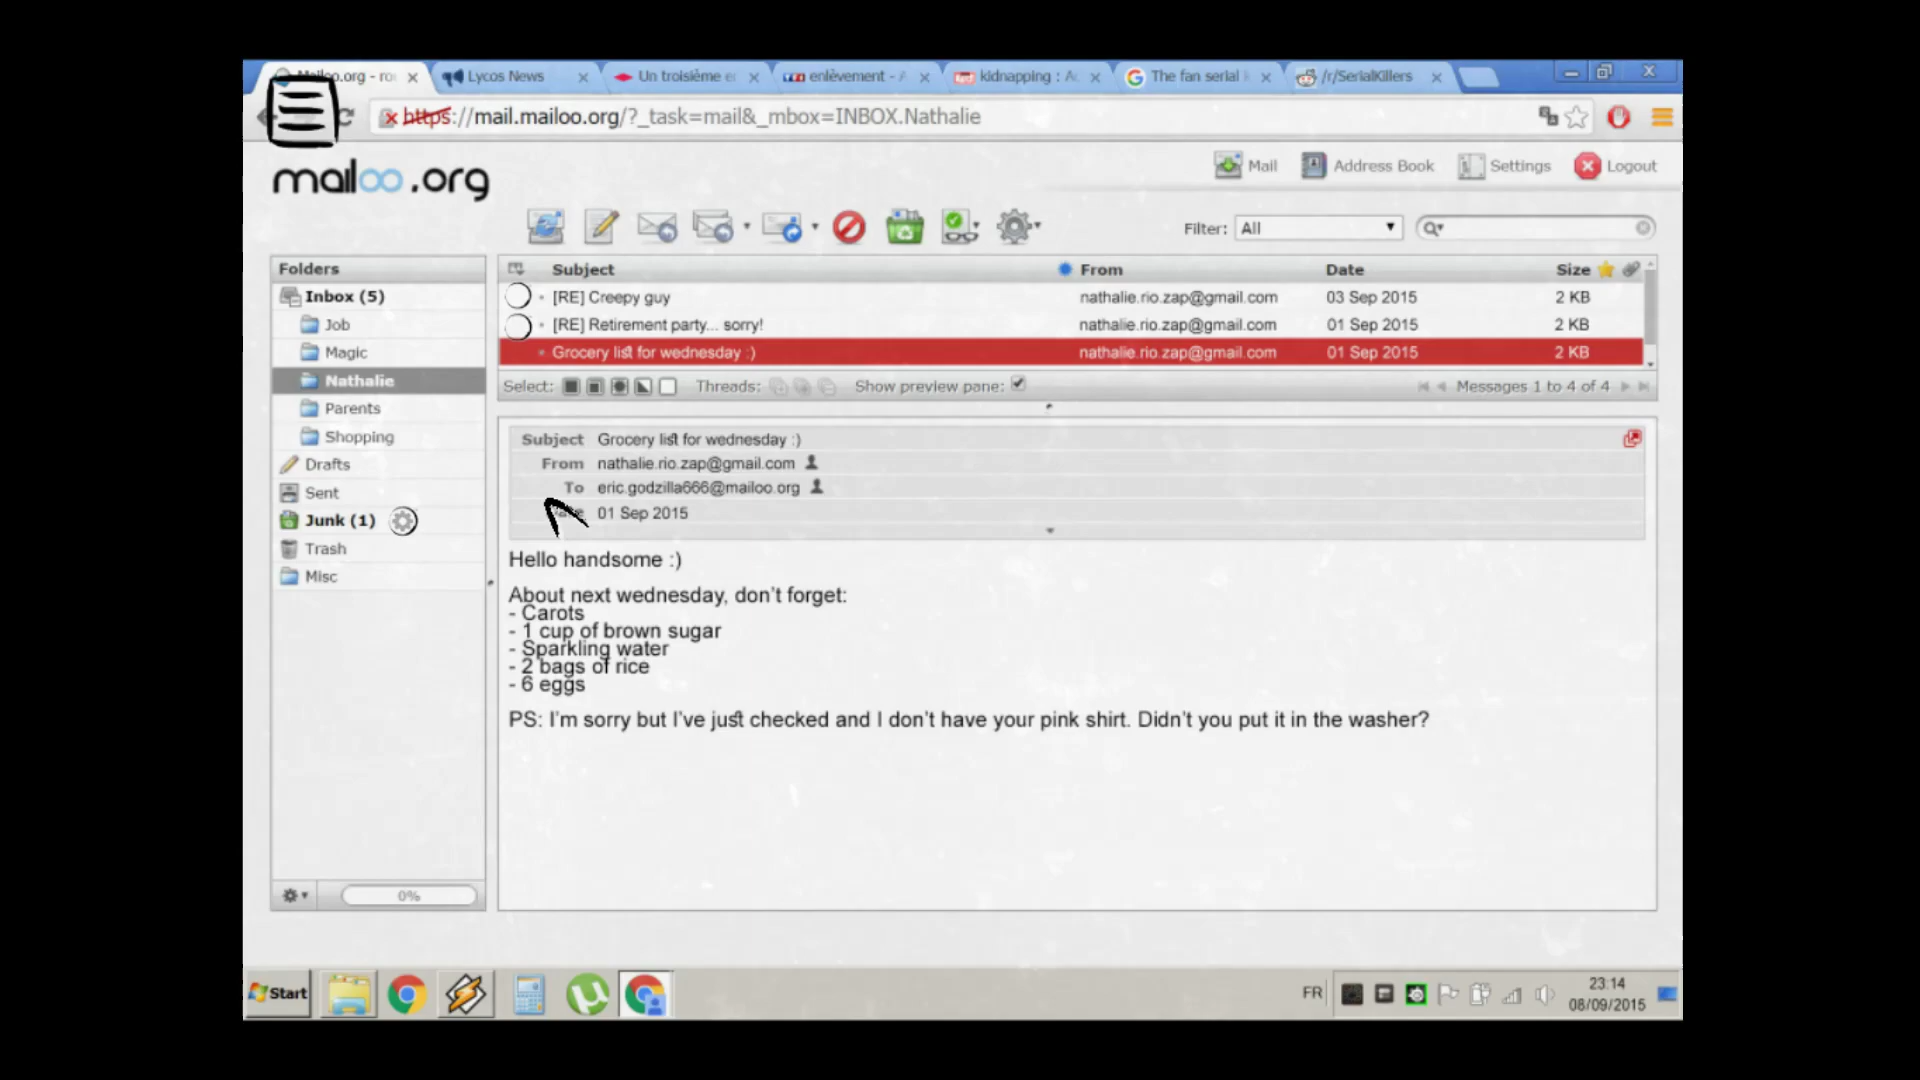 Mailoo.org - ro
Lycos News
Un troisième e
enlèvement - A
kidnapping : Ac
The fan serial k
/r/SerialKillers
https://mail.mailoo.org/?_task=mail&_mbox=INBOX.Nathalie
mailoo.org
Mail
Address Book
Settings
Logout
Filter: All
Folders
Inbox (5)
Job
Magic
Nathalie
Parents
Shopping
Drafts
Sent
Junk (1)
Trash
Misc
0%
Subject From Date Size
[RE] Creepy guy nathalie.rio.zap@gmail.com 03 Sep 2015 2 KB
[RE] Retirement party... sorry! nathalie.rio.zap@gmail.com 01 Sep 2015 2 KB
Grocery list for wednesday :) nathalie.rio.zap@gmail.com 01 Sep 2015 2 KB
Select: Threads: Show preview pane: Messages 1 to 4 of 4
Subject Grocery list for wednesday :)
From nathalie.rio.zap@gmail.com
To eric.godzilla666@mailoo.org
Date 01 Sep 2015
Hello handsome :)
About next wednesday, don't forget:
- Carots
- 1 cup of brown sugar
- Sparkling water
- 2 bags of rice
- 6 eggs
PS: I'm sorry but I've just checked and I don't have your pink shirt. Didn't you put it in the washer?
Start
FR
23:14
08/09/2015